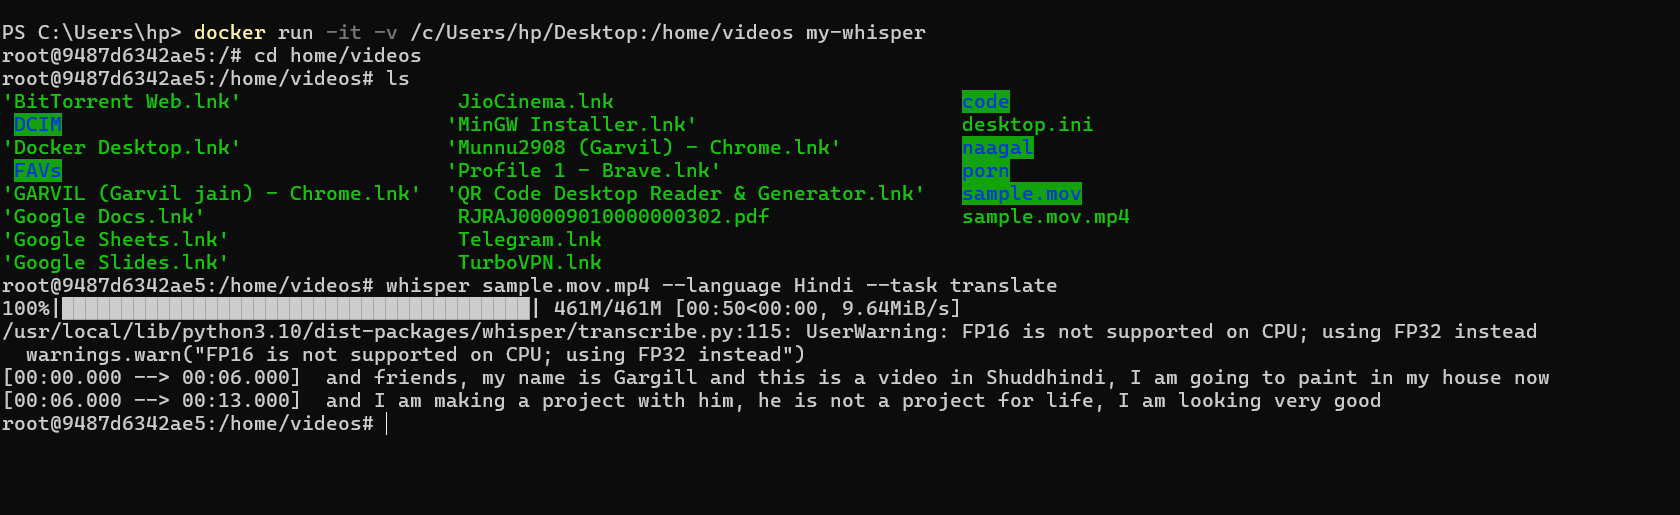 PS C:\Users\hp> docker run -it -v /c/Users/hp/Desktop:/home/videos my-whisper
root@9487d6342ae5:/# cd home/videos
root@9487d6342ae5:/home/videos# ls
'BitTorrent Web.lnk' JioCinema.lnk code
DCIM 'MinGW Installer.lnk' desktop.ini
'Docker Desktop.lnk' 'Munnu2908 (Garvil) - Chrome.lnk' naagal
FAVs 'Profile 1 - Brave.lnk' porn
'GARVIL (Garvil jain) - Chrome.lnk' 'QR Code Desktop Reader & Generator.lnk' sample.mov
'Google Docs.lnk' RJRAJ00009010000000302.pdf sample.mov.mp4
'Google Sheets.lnk' Telegram.lnk
'Google Slides.lnk' TurboVPN.lnk
root@9487d6342ae5:/home/videos# whisper sample.mov.mp4 --language Hindi --task translate
100%| | 461M/461M [00:50<00:00, 9.64MiB/s]
/usr/local/lib/python3.10/dist-packages/whisper/transcribe.py:115: UserWarning: FP16 is not supported on CPU; using FP32 instead
warnings.warn("FP16 is not supported on CPU; using FP32 instead")
[00:00.000 --> 00:06.000] and friends, my name is Gargill and this is a video in Shuddhindi, I am going to paint in my house now
[00:06.000 --> 00:13.000] and I am making a project with him, he is not a project for life, I am looking very good
root@9487d6342ae5:/home/videos#